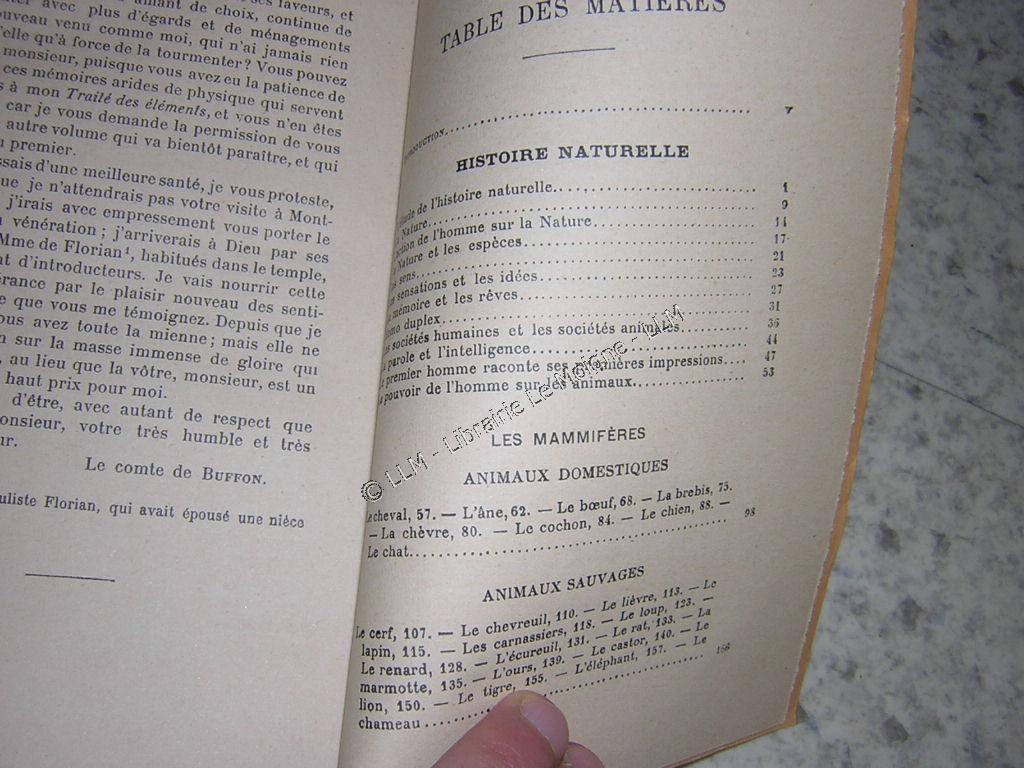 amant de choix, continue de
avec plus d'égards et de ménagements
nouveau venu comme moi, qui n'ai jamais rien
qu'à force de la tourmenter? Vous pouvez
monsieur, puisque vous avez eu la patience de
ces mémoires arides de physique qui servent
à mon Traité des éléments, et vous n'en êtes
car je vous demande la permission de vous
autre volume qui va bientôt paraître, et qui
premier.
d'une meilleure santé, je vous proteste,
je n'attendrais pas votre visite à Mont-
j'irais avec empressement vous porter le
vénération; j'arriverais à Dieu par ses
Mme de Florian¹, habitués dans le temple,
d'introducteurs. Je vais nourrir cette
par le plaisir nouveau des senti-
que vous me témoignez. Depuis que je
avez toute la mienne; mais elle ne
sur la masse immense de gloire qui
au lieu que la vôtre, monsieur, est un
haut prix pour moi.
d'être, avec autant de respect que
votre très humble et très
Le comte de BUFFON.
Florian, qui avait épousé une nièce
TABLE DES MATIÈRES
V
HISTOIRE NATURELLE
de l'histoire naturelle. 1
Nature. 9
de l'homme sur la Nature. 14
Nature et les espèces. 17
sens. 21
sensations et les idées. 23
mémoire et les rêves. 27
duplex. 31
sociétés humaines et les sociétés animales. 36
parole et l'intelligence. 44
premier homme raconte ses premières impressions. 47
pouvoir de l'homme sur les animaux. 53
LES MAMMIFÈRES
ANIMAUX DOMESTIQUES
Le cheval, 57. — L'âne, 62. — Le bœuf, 68. — La brebis, 75.
— La chèvre, 80. — Le cochon, 84. — Le chien, 88. —
Le chat. 98
ANIMAUX SAUVAGES
Le cerf, 107. — Le chevreuil, 110. — Le lièvre, 113. — Le
lapin, 115. — Les carnassiers, 118. — Le loup, 123. —
Le renard, 128. — L'écureuil, 131. — Le rat, 133. — La
marmotte, 135. — L'ours, 139. — Le castor, 140. — Le
lion, 150. — Le tigre, 155. — L'éléphant, 157. — Le
chameau 166
© LLM - Librairie Le Moigne - LLM